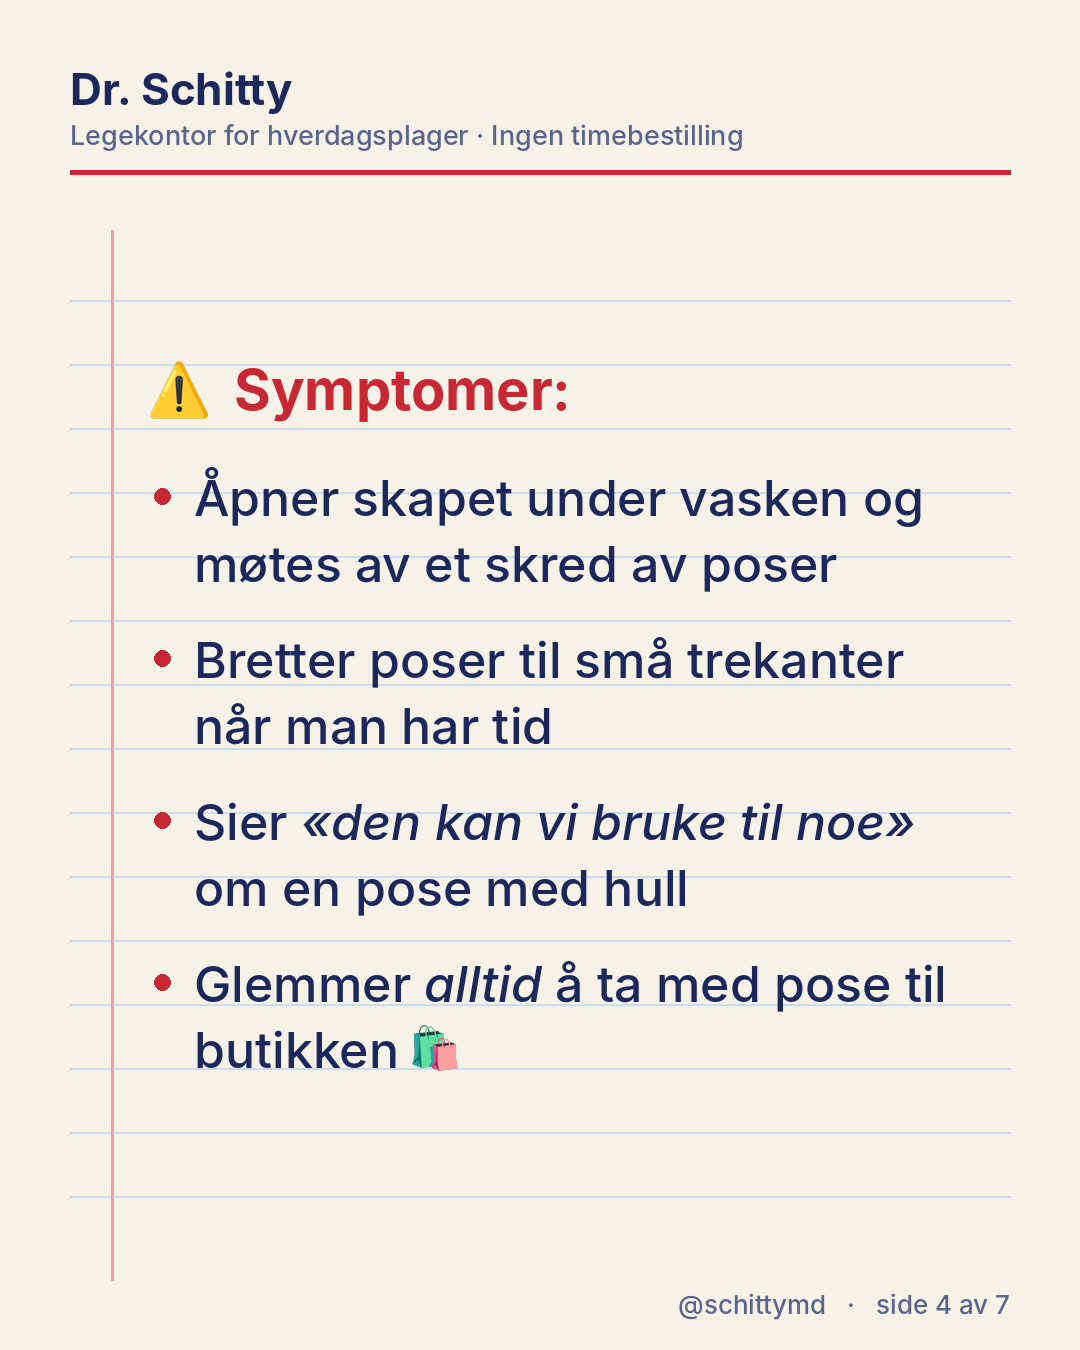 Dr. Schitty
Legekontor for hverdagsplager · Ingen timebestilling
⚠️ Symptomer:
• Åpner skapet under vasken og
møtes av et skred av poser
• Bretter poser til små trekanter
når man har tid
• Sier «den kan vi bruke til noe»
om en pose med hull
• Glemmer alltid å ta med pose til
butikken 🛍️
@schittymd · side 4 av 7